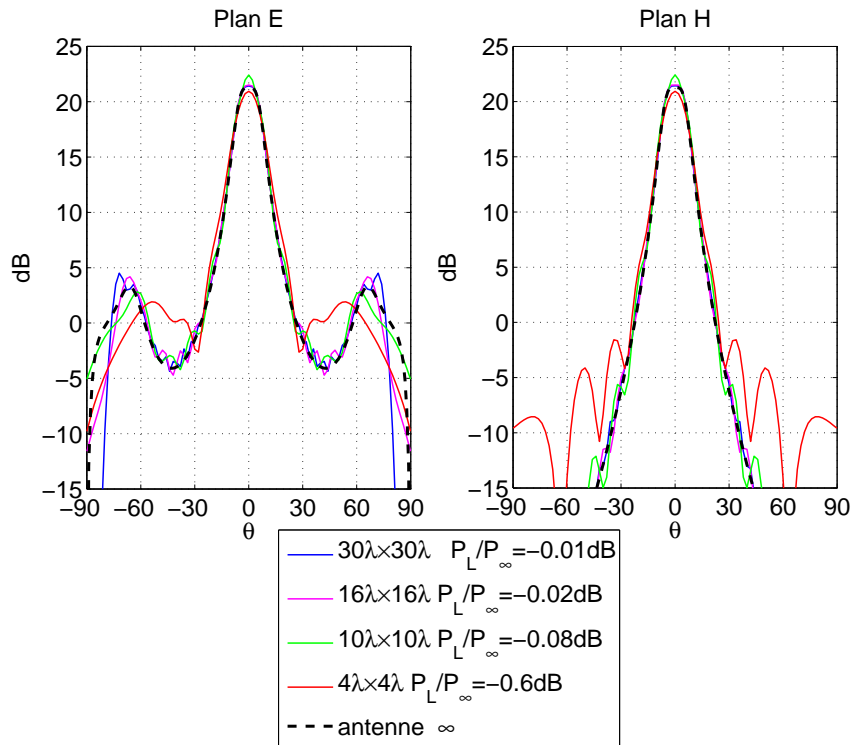 Plan E
Plan H
25
20
15
10
5
0
−5
−10
−15
dB
−90 −60 −30 0 30 60 90
θ
25
20
15
10
5
0
−5
−10
−15
dB
−90 −60 −30 0 30 60 90
θ
30λ×30λ P_L/P_∞=−0.01dB
16λ×16λ P_L/P_∞=−0.02dB
10λ×10λ P_L/P_∞=−0.08dB
4λ×4λ P_L/P_∞=−0.6dB
antenne ∞